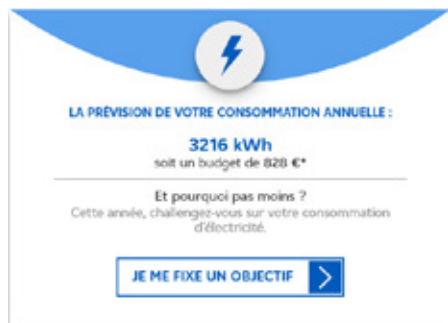 LA PRÉVISION DE VOTRE CONSOMMATION ANNUELLE :
3216 kWh
soit un budget de 828 €*
Et pourquoi pas moins ?
Cette année, challengez-vous sur votre consommation
d'électricité.
JE ME FIXE UN OBJECTIF